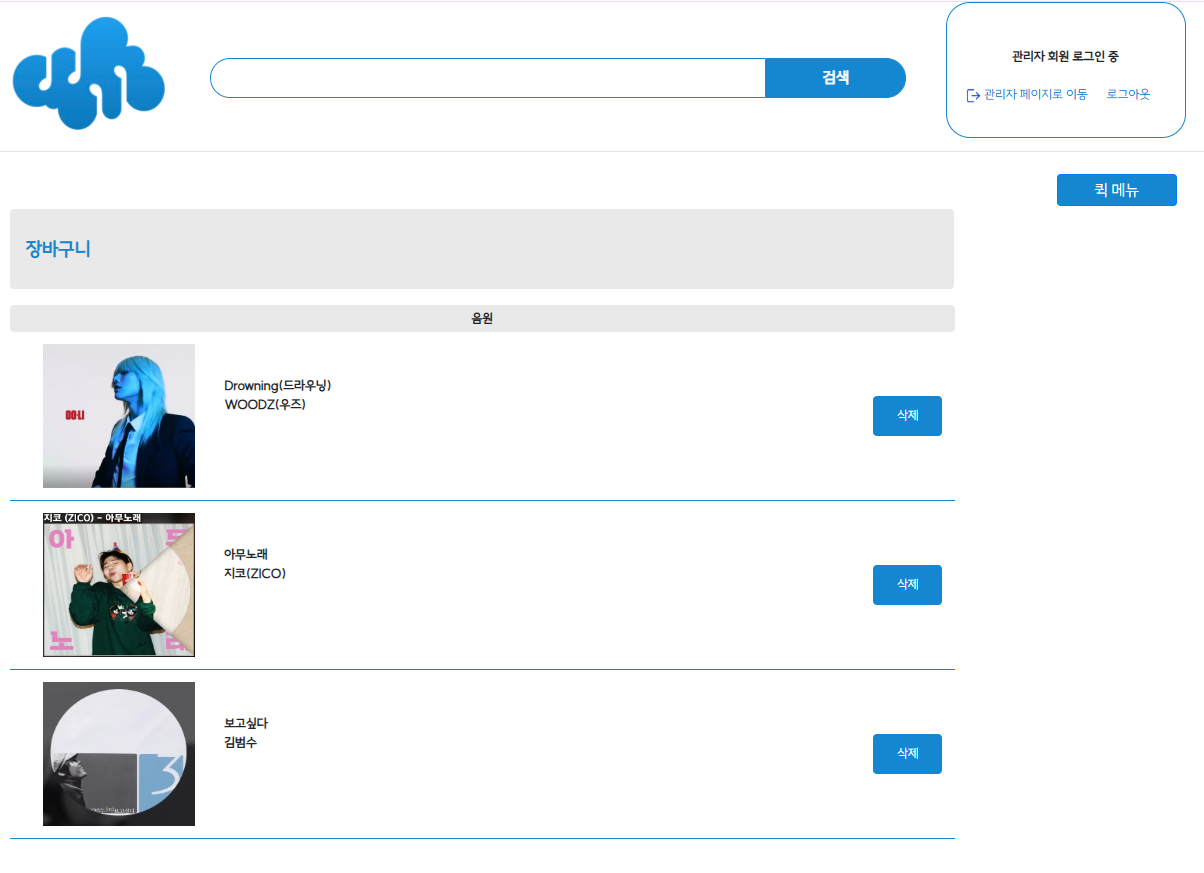 검색
관리자 회원 로그인 중
관리자 페이지로 이동 로그아웃
퀵 메뉴
장바구니
음원
Drowning(드라우닝)
WOODZ(우즈)
삭제
지코 (ZICO) - 아무노래
아
노
아무노래
지코(ZICO)
삭제
3
보고싶다
김범수
삭제